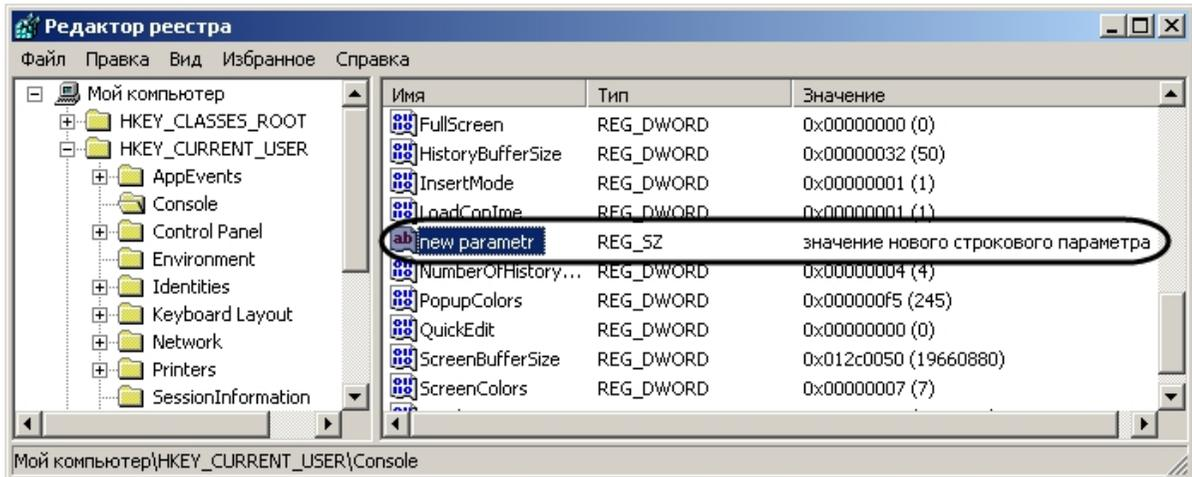 Редактор реестра
Файл Правка Вид Избранное Справка
Мой компьютер
HKEY_CLASSES_ROOT
HKEY_CURRENT_USER
AppEvents
Console
Control Panel
Environment
Identities
Keyboard Layout
Network
Printers
SessionInformation
Имя Тип Значение
FullScreen REG_DWORD 0x00000000 (0)
HistoryBufferSize REG_DWORD 0x00000032 (50)
InsertMode REG_DWORD 0x00000001 (1)
LoadConIme REG_DWORD 0x00000001 (1)
new parametr REG_SZ значение нового строкового параметра
NumberOfHistory... REG_DWORD 0x00000004 (4)
PopupColors REG_DWORD 0x000000f5 (245)
QuickEdit REG_DWORD 0x00000000 (0)
ScreenBufferSize REG_DWORD 0x012c0050 (19660880)
ScreenColors REG_DWORD 0x00000007 (7)
Мой компьютер\HKEY_CURRENT_USER\Console